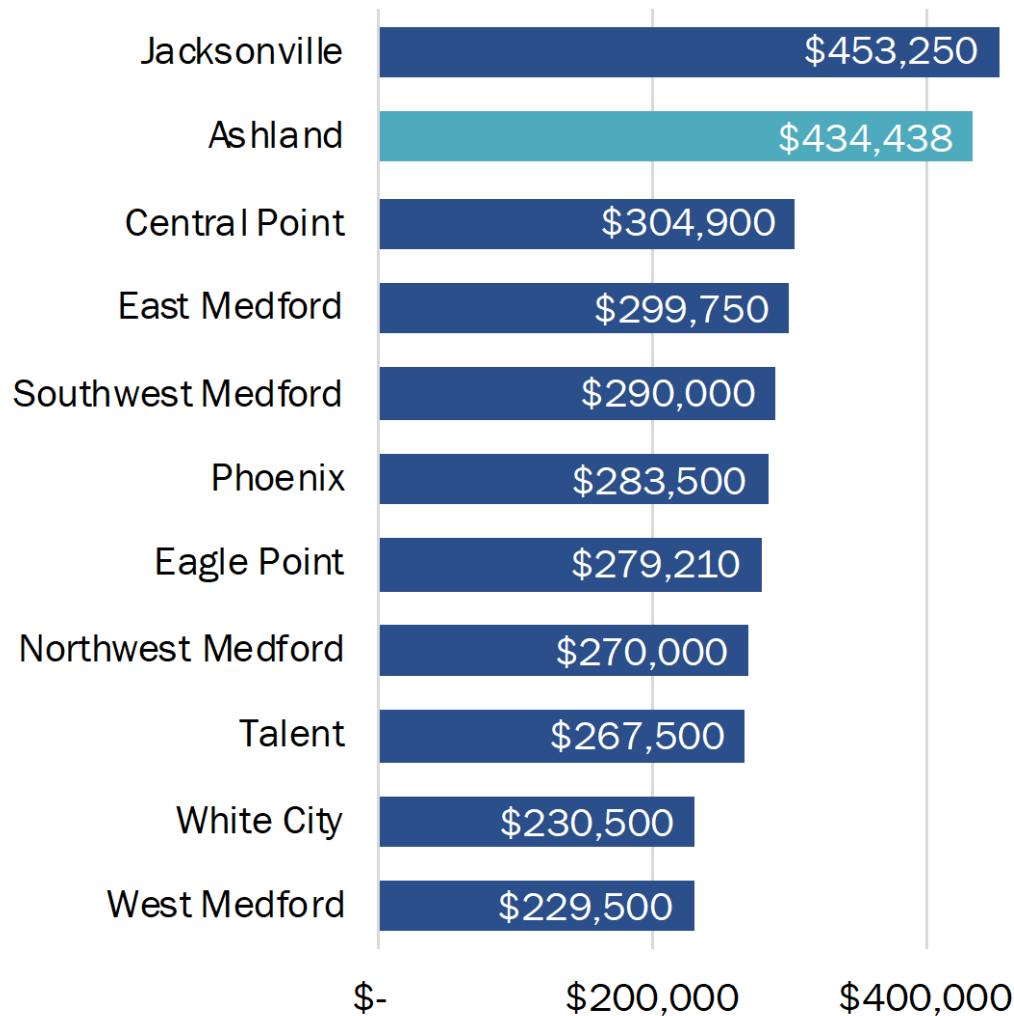 Jacksonville $453,250
Ashland $434,438
Central Point $304,900
East Medford $299,750
Southwest Medford $290,000
Phoenix $283,500
Eagle Point $279,210
Northwest Medford $270,000
Talent $267,500
White City $230,500
West Medford $229,500
$- $200,000 $400,000